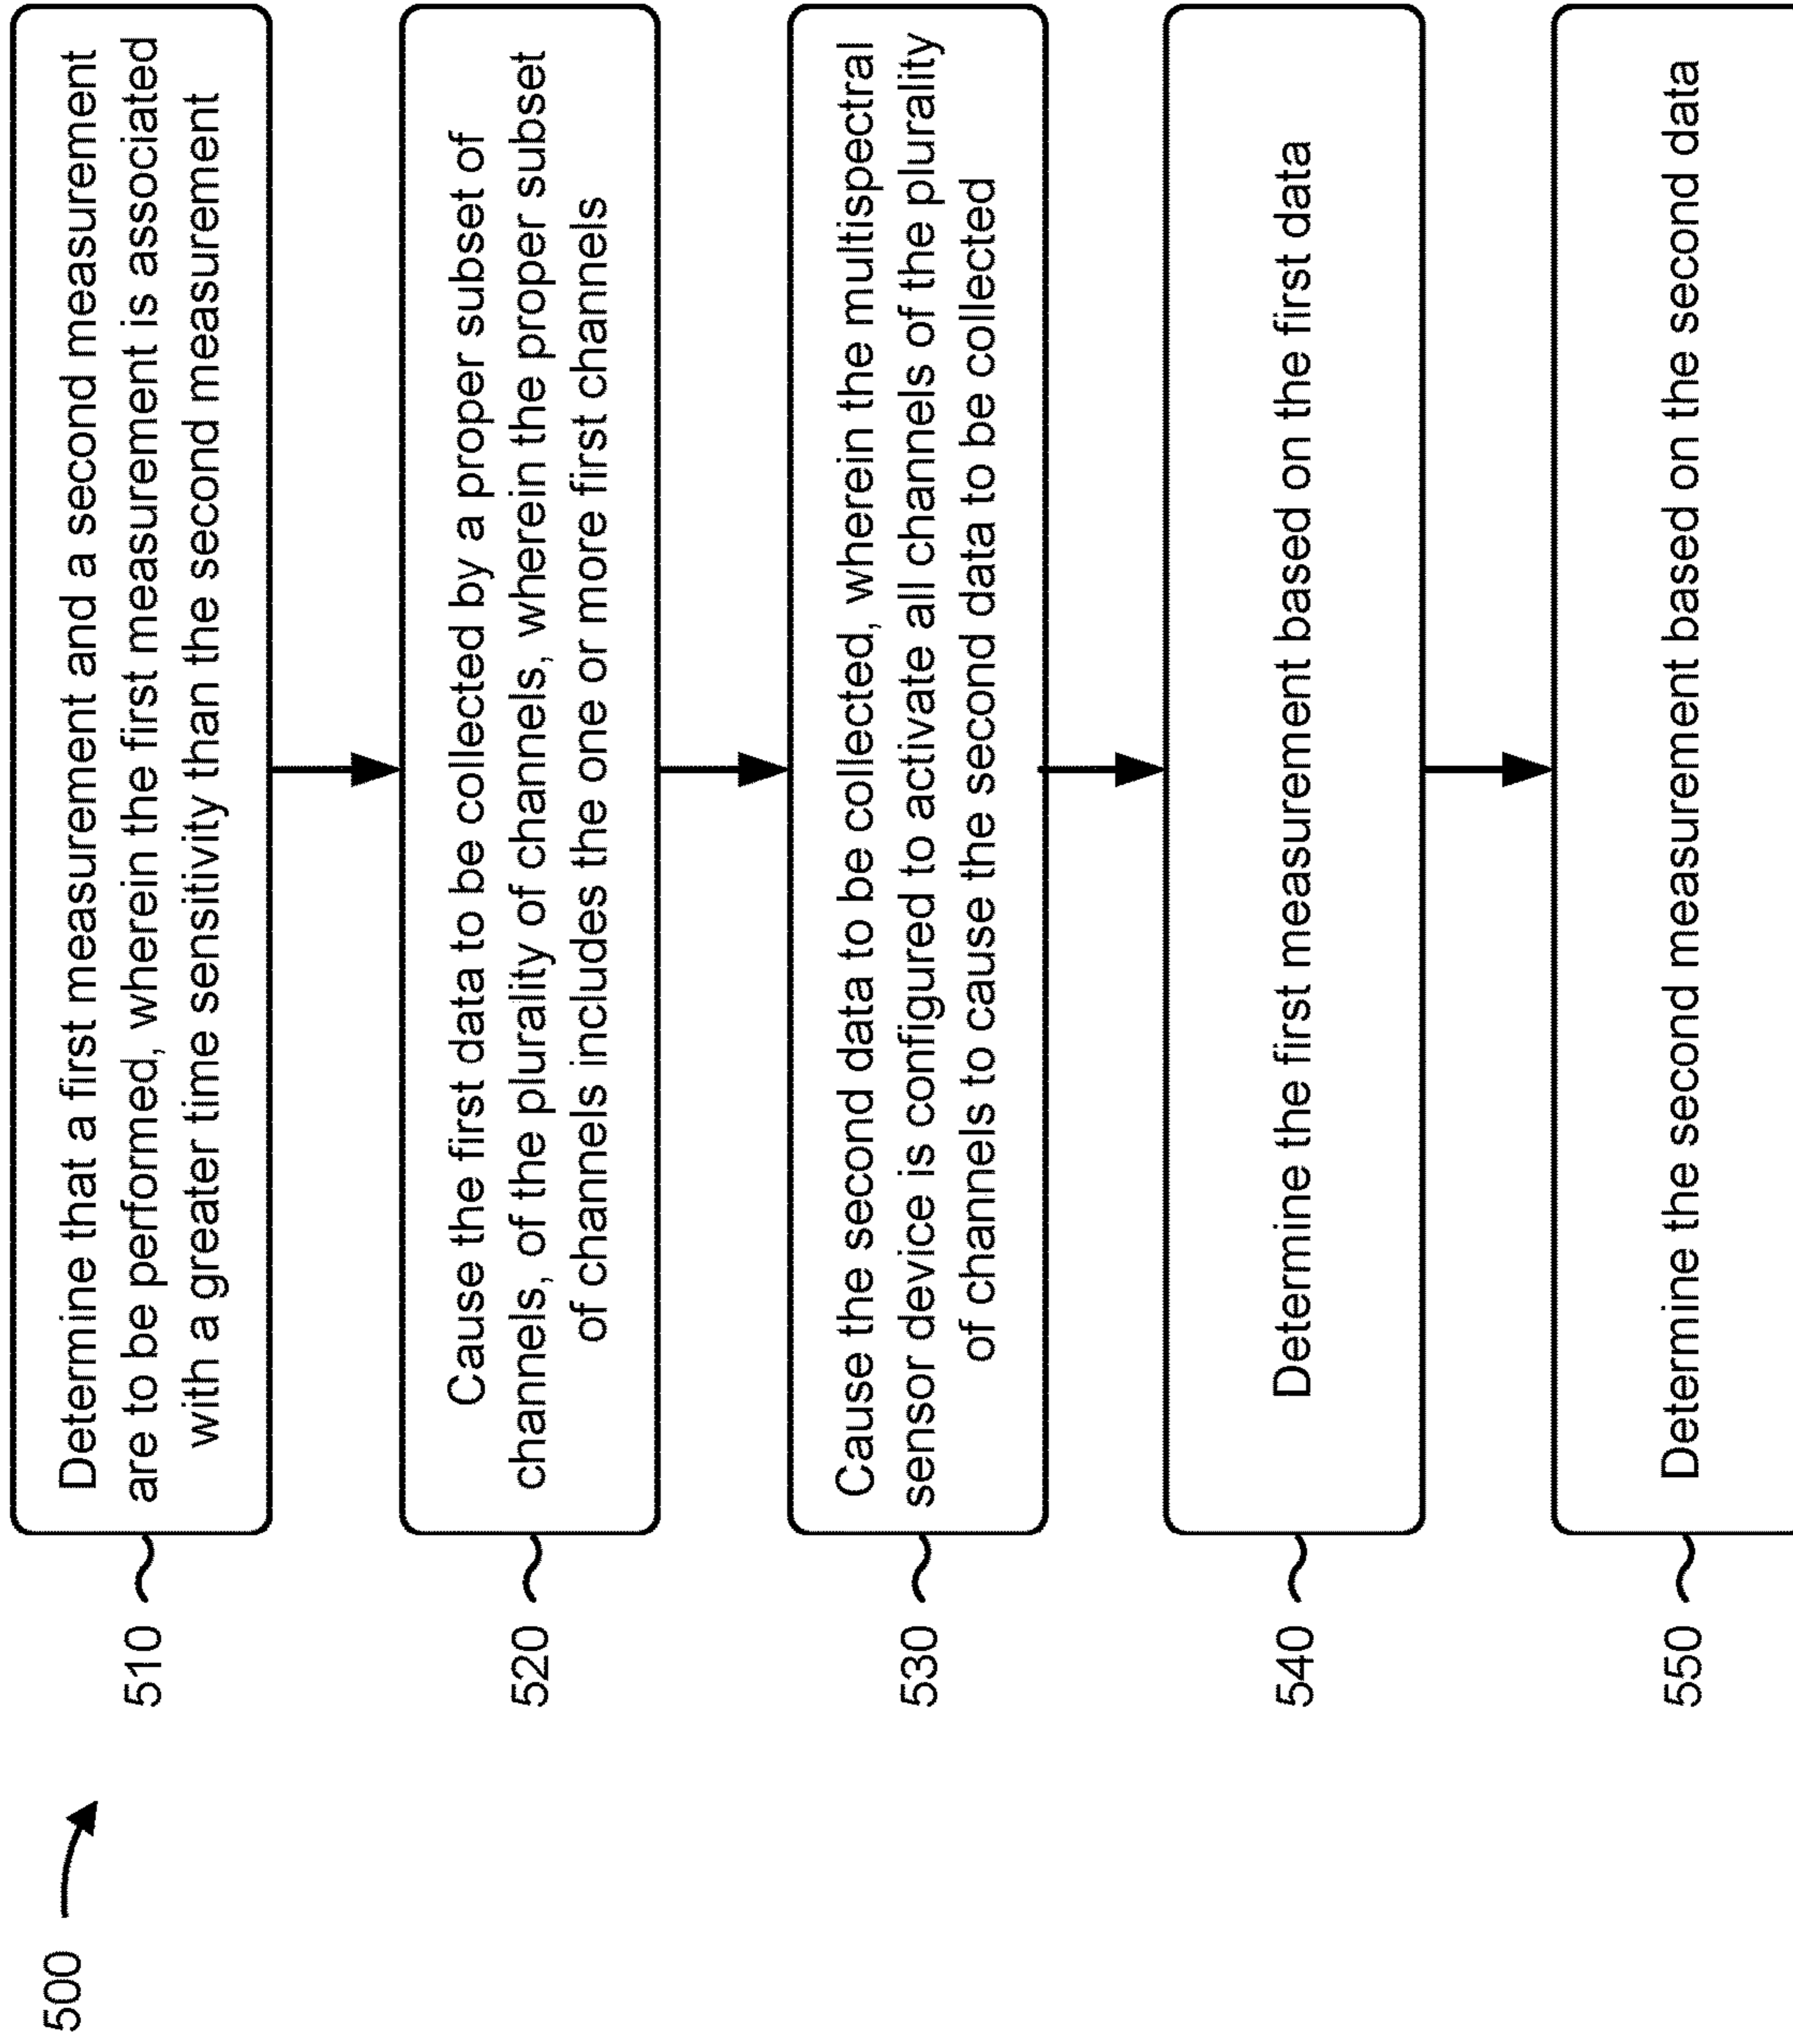 500
510
Determine that a first measurement and a second measurement
are to be performed, wherein the first measurement is associated
with a greater time sensitivity than the second measurement
520
Cause the first data to be collected by a proper subset of
channels, of the plurality of channels, wherein the proper subset
of channels includes the one or more first channels
530
Cause the second data to be collected, wherein the multispectral
sensor device is configured to activate all channels of the plurality
of channels to cause the second data to be collected
540
Determine the first measurement based on the first data
550
Determine the second measurement based on the second data